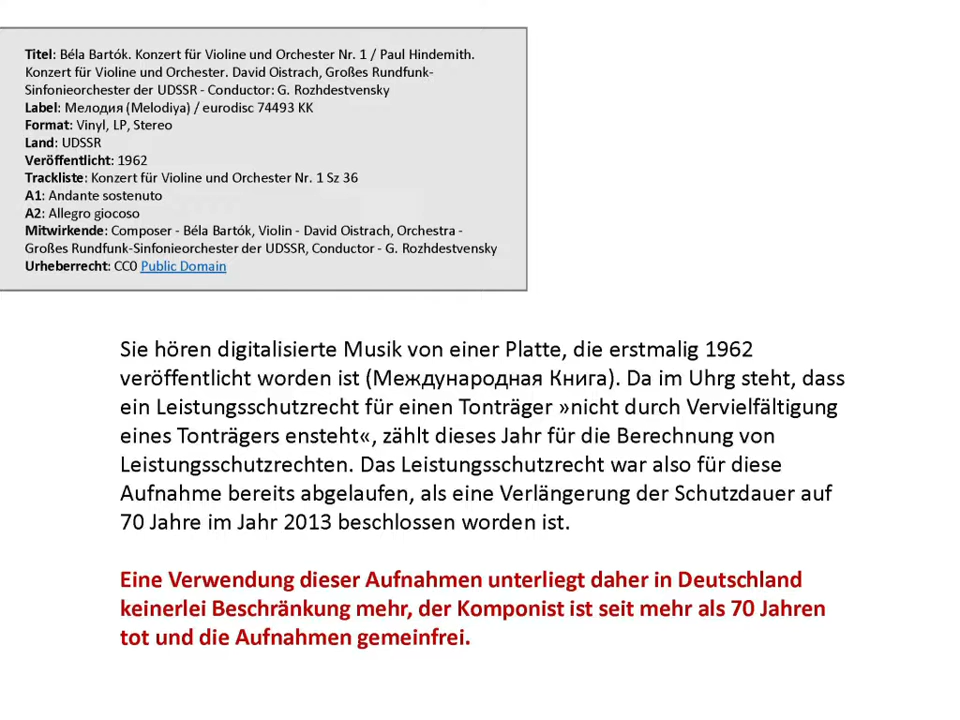 Titel: Béla Bartók. Konzert für Violine und Orchester Nr. 1 / Paul Hindemith.
Konzert für Violine und Orchester. David Oistrach, Großes Rundfunk-
Sinfonieorchester der UDSSR - Conductor: G. Rozhdestvensky
Label: Мелодия (Melodiya) / eurodisc 74493 KK
Format: Vinyl, LP, Stereo
Land: UDSSR
Veröffentlicht: 1962
Trackliste: Konzert für Violine und Orchester Nr. 1 Sz 36
A1: Andante sostenuto
A2: Allegro giocoso
Mitwirkende: Composer - Béla Bartók, Violin - David Oistrach, Orchestra -
Großes Rundfunk-Sinfonieorchester der UDSSR, Conductor - G. Rozhdestvensky
Urheberrecht: CC0 Public Domain
Sie hören digitalisierte Musik von einer Platte, die erstmalig 1962
veröffentlicht worden ist (Международная Книга). Da im Uhrg steht, dass
ein Leistungsschutzrecht für einen Tonträger »nicht durch Vervielfältigung
eines Tonträgers ensteht«, zählt dieses Jahr für die Berechnung von
Leistungsschutzrechten. Das Leistungsschutzrecht war also für diese
Aufnahme bereits abgelaufen, als eine Verlängerung der Schutzdauer auf
70 Jahre im Jahr 2013 beschlossen worden ist.
Eine Verwendung dieser Aufnahmen unterliegt daher in Deutschland
keinerlei Beschränkung mehr, der Komponist ist seit mehr als 70 Jahren
tot und die Aufnahmen gemeinfrei.